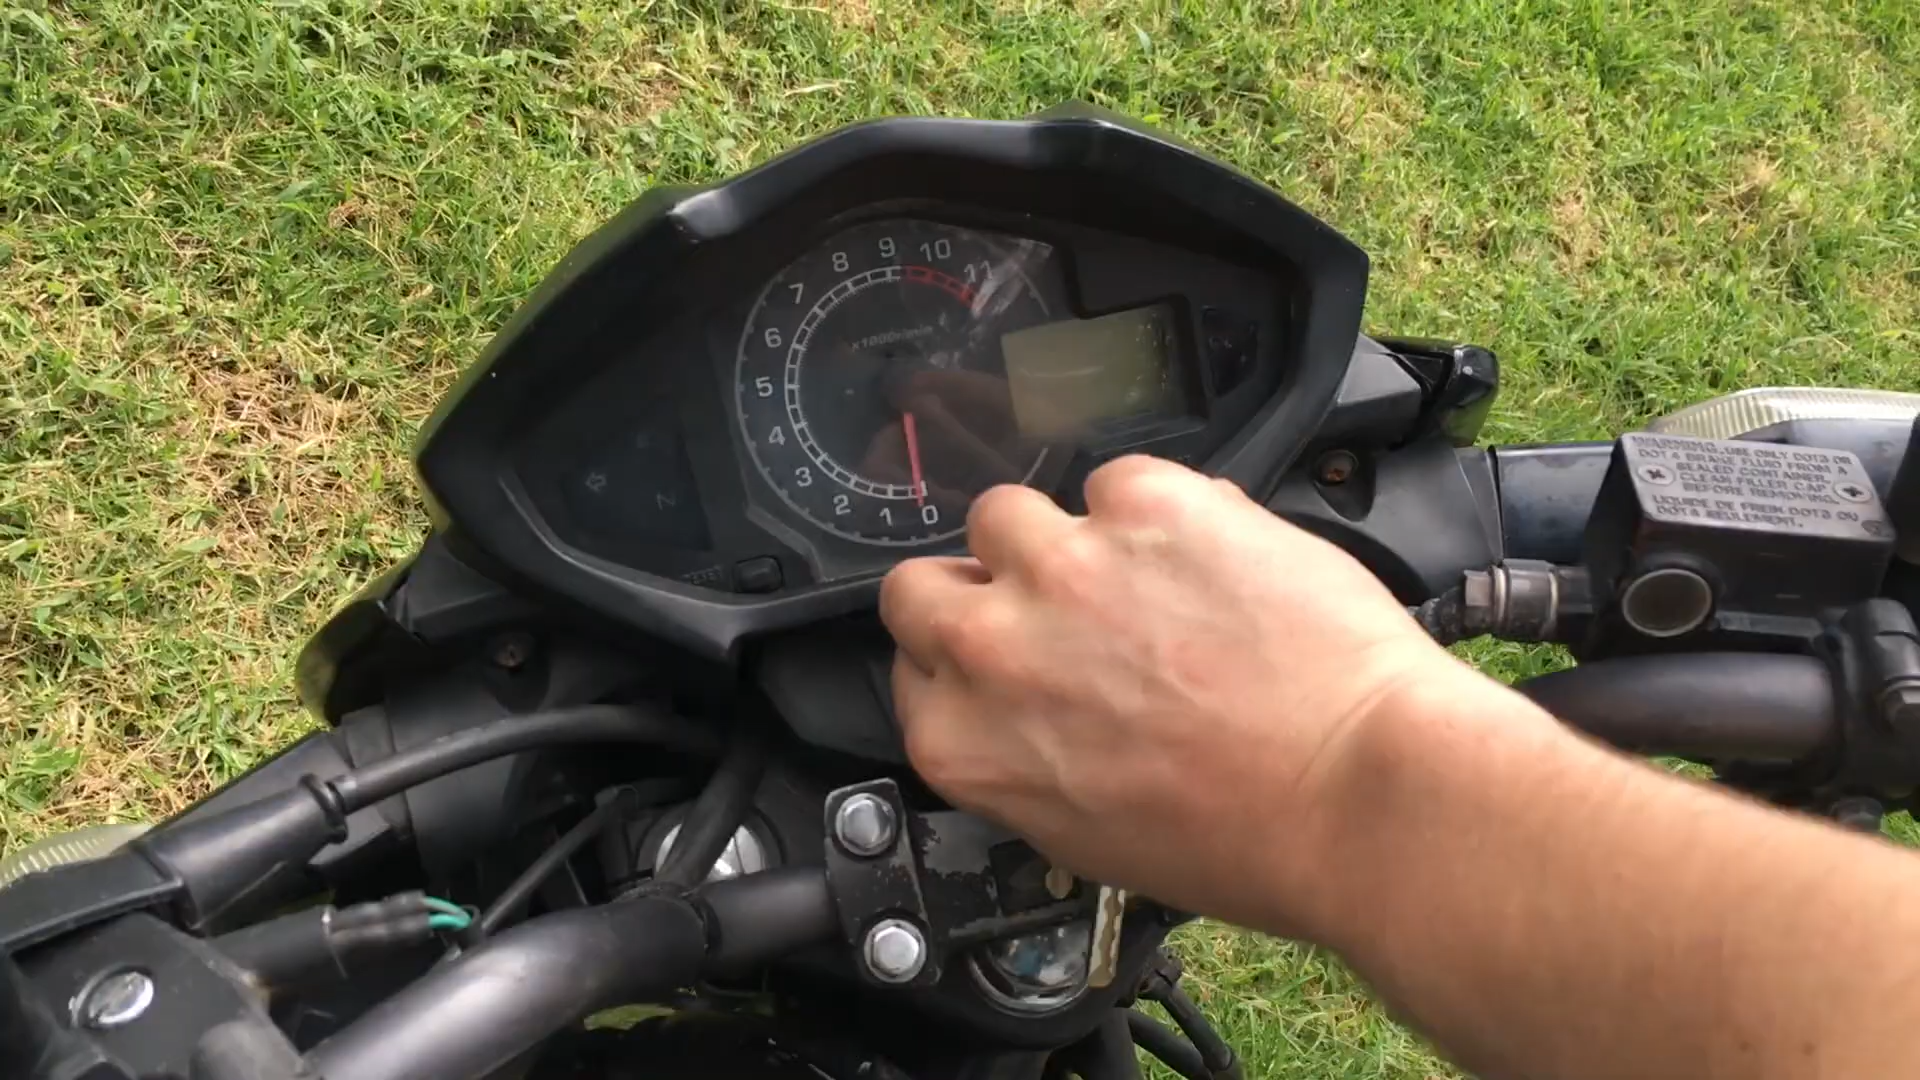 8 9 10 11
7
x1000r/min
6
5
4
3
2 1 0
N
RESET
WARNING. USE ONLY DOT3 OR
DOT4 BRAKE FLUID FROM A
SEALED CONTAINER.
CLEAN FILLER CAP
BEFORE REMOVING.
LIQUIDE DE FREIN DOT3 OU
DOT4 SEULEMENT.